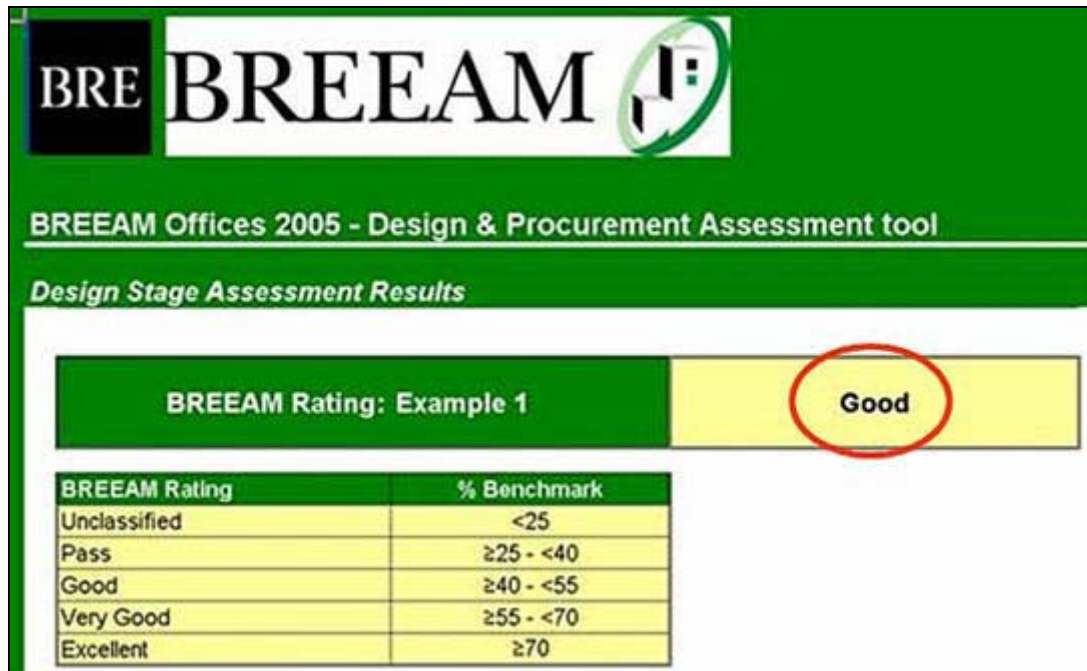 BRE BREEAM
BREEAM Offices 2005 - Design & Procurement Assessment tool
Design Stage Assessment Results
BREEAM Rating: Example 1 Good
BREEAM Rating % Benchmark
Unclassified <25
Pass ≥25 - <40
Good ≥40 - <55
Very Good ≥55 - <70
Excellent ≥70